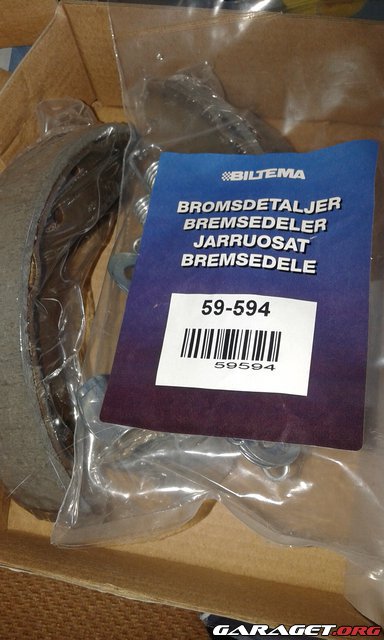 BILTEMA
BROMSDETALJER
BREMSEDELER
JARRUOSAT
BREMSEDELE
59-594
59594
GARAGET.ORG